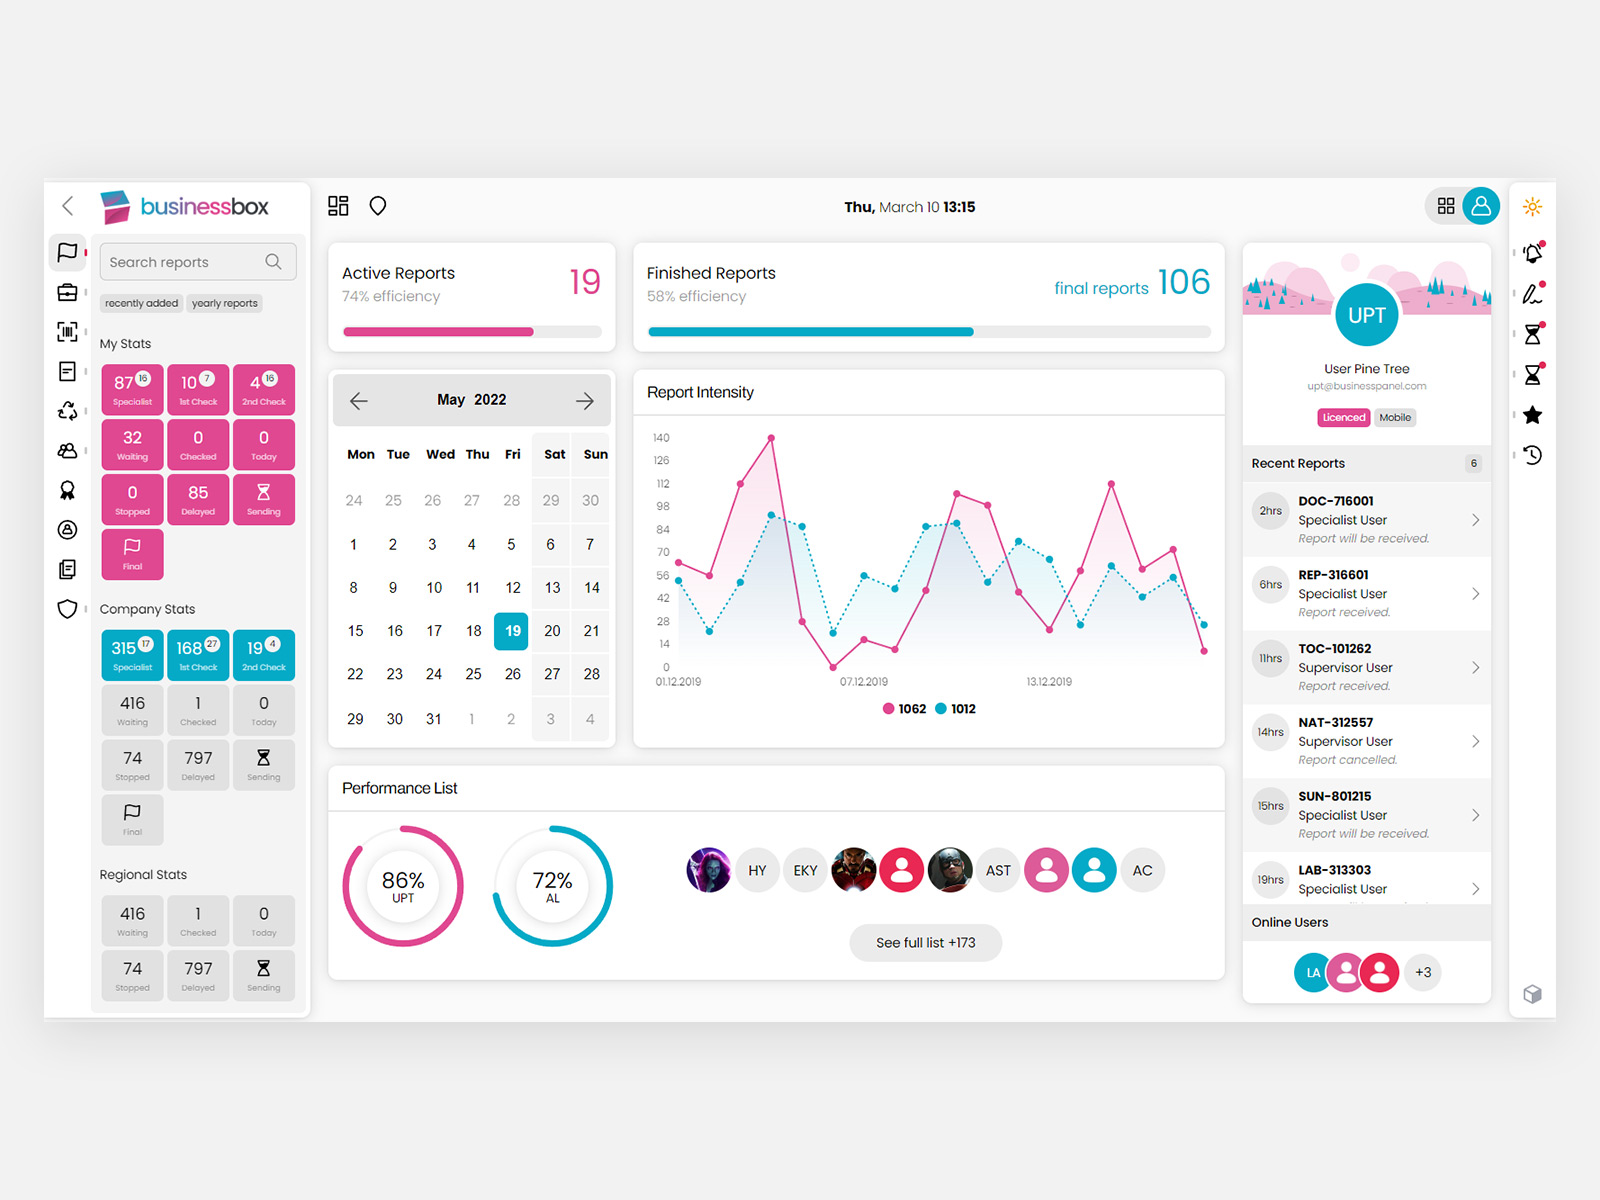 businessbox
Search reports
recently added yearly reports
My Stats
87 16 10 7 4 16
Specialist 1st Check 2nd Check
32 0 0
Waiting Checked Today
0 85
Stopped Delayed Sending
Final
Company Stats
315 17 168 27 19 4
Specialist 1st Check 2nd Check
416 1 0
Waiting Checked Today
74 797
Stopped Delayed Sending
Final
Regional Stats
416 1 0
Waiting Checked Today
74 797
Stopped Delayed Sending
Thu, March 10 13:15
Active Reports
74% efficiency
19
Finished Reports
58% efficiency
final reports 106
May 2022
Mon Tue Wed Thu Fri Sat Sun
24 25 26 27 28 29 30
1 2 3 4 5 6 7
8 9 10 11 12 13 14
15 16 17 18 19 20 21
22 23 24 25 26 27 28
29 30 31 1 2 3 4
Report Intensity
140
126
112
98
84
70
56
42
28
14
0
01.12.2019 07.12.2019 13.12.2019
1062 1012
Performance List
86%
UPT
72%
AL
HY EKY AST AC
See full list +173
UPT
User Pine Tree
upt@businesspanel.com
Licenced Mobile
Recent Reports 6
2hrs
DOC-716001
Specialist User
Report will be received.
6hrs
REP-316601
Specialist User
Report received.
11hrs
TOC-101262
Supervisor User
Report received.
14hrs
NAT-312557
Supervisor User
Report cancelled.
15hrs
SUN-801215
Specialist User
Report will be received.
19hrs
LAB-313303
Specialist User
Online Users
LA +3